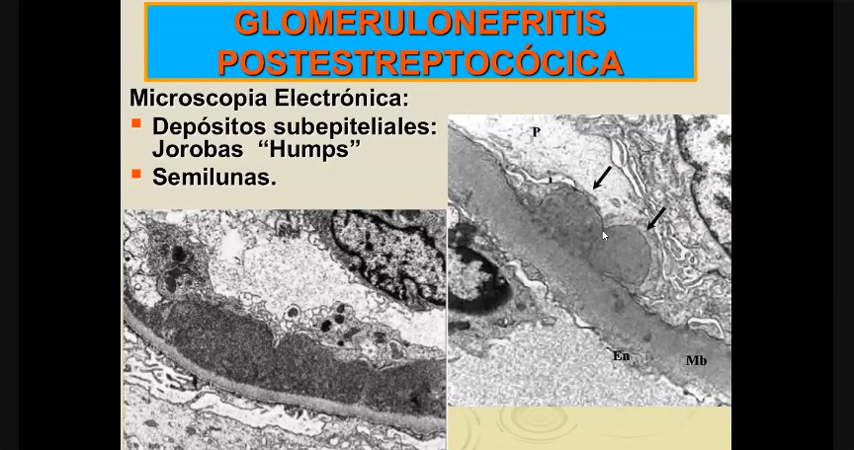 GLOMERULONEFRITIS
POSTESTREPTOCÓCICA
Microscopia Electrónica:
Depósitos subepiteliales:
Jorobas “Humps”
Semilunas.
P
En
Mb